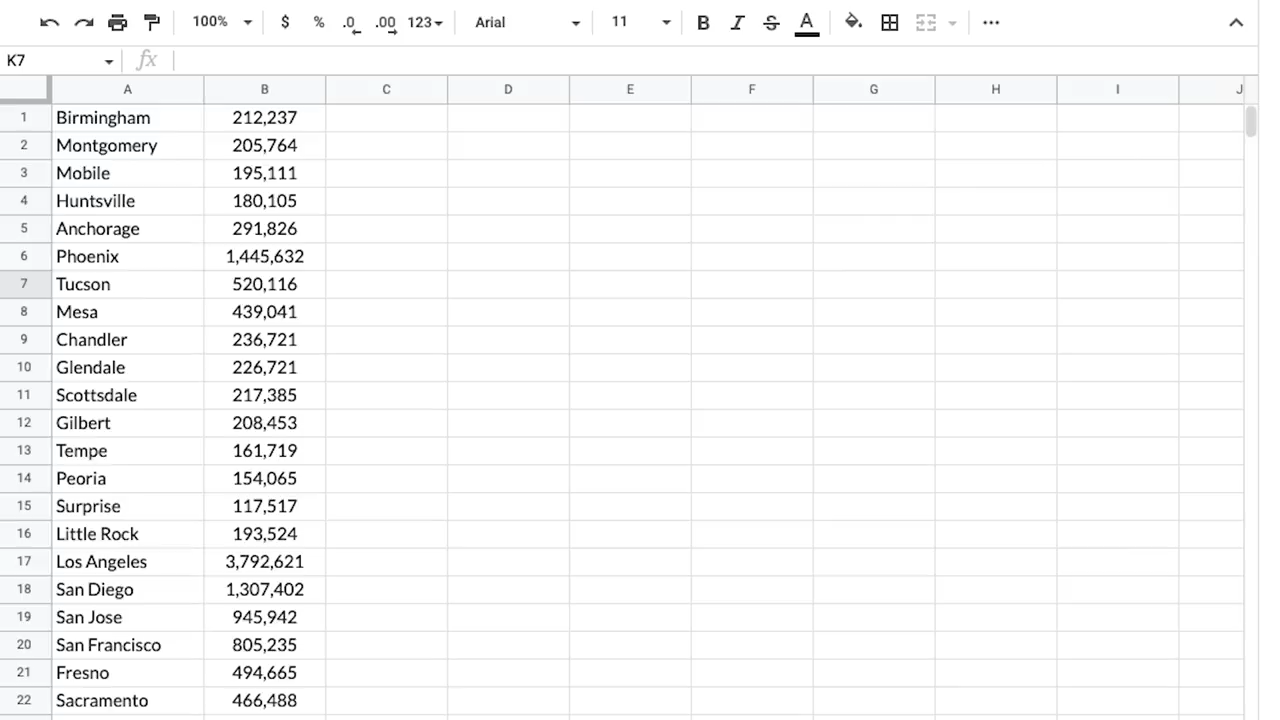 100% $ % .0 .00 123 Arial 11 B I S A
K7 fx
A B C D E F G H I J
1 Birmingham 212,237
2 Montgomery 205,764
3 Mobile 195,111
4 Huntsville 180,105
5 Anchorage 291,826
6 Phoenix 1,445,632
7 Tucson 520,116
8 Mesa 439,041
9 Chandler 236,721
10 Glendale 226,721
11 Scottsdale 217,385
12 Gilbert 208,453
13 Tempe 161,719
14 Peoria 154,065
15 Surprise 117,517
16 Little Rock 193,524
17 Los Angeles 3,792,621
18 San Diego 1,307,402
19 San Jose 945,942
20 San Francisco 805,235
21 Fresno 494,665
22 Sacramento 466,488